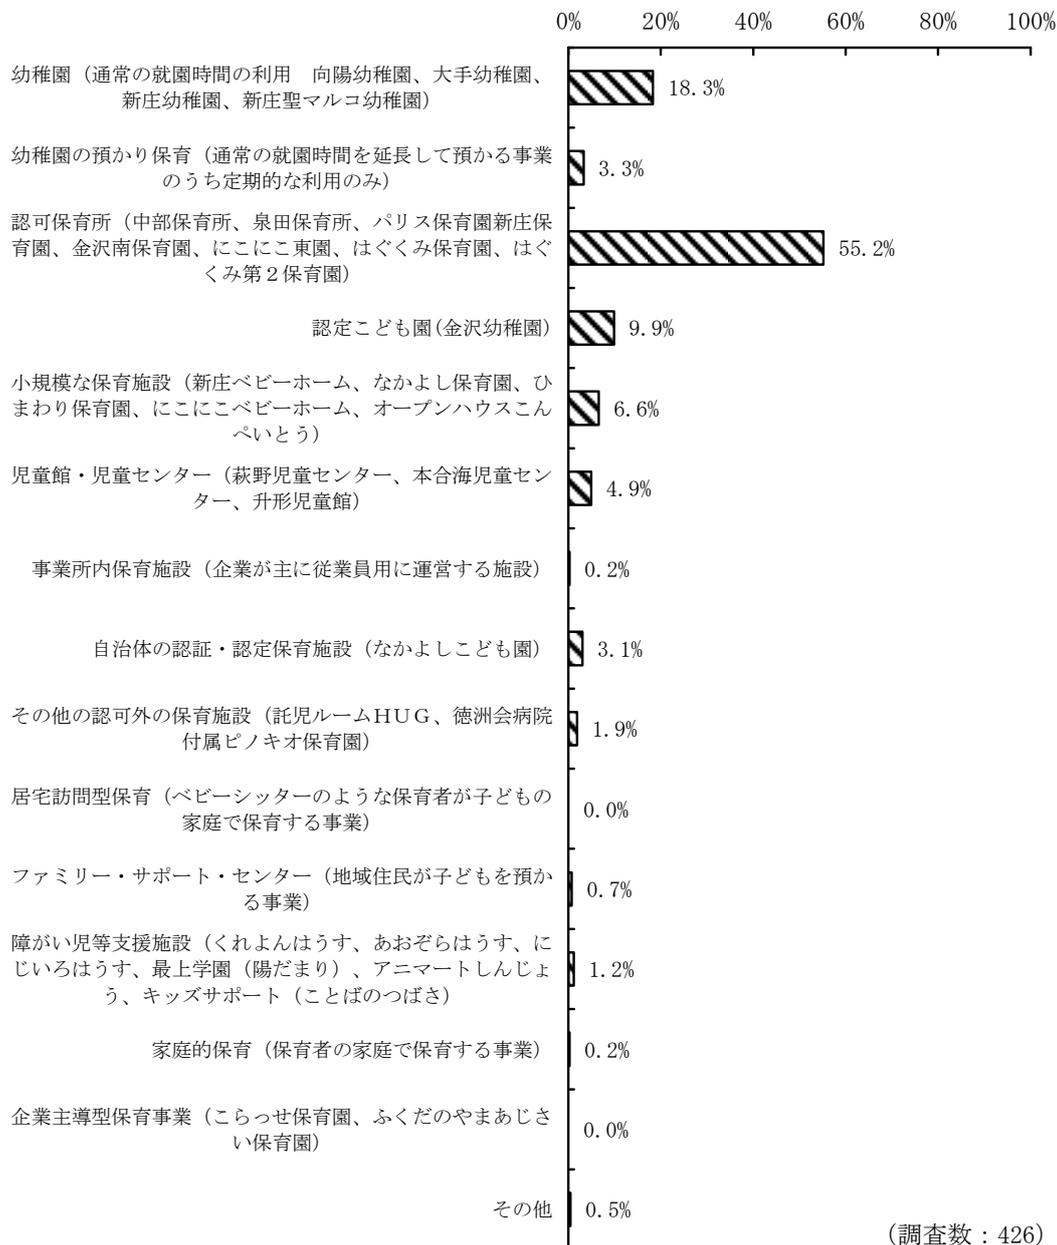 0% 20% 40% 60% 80% 100%
幼稚園（通常の就園時間の利用　向陽幼稚園、大手幼稚園、
新庄幼稚園、新庄聖マルコ幼稚園）
18.3%
幼稚園の預かり保育（通常の就園時間を延長して預かる事業
のうち定期的な利用のみ）
3.3%
認可保育所（中部保育所、泉田保育所、パリス保育園新庄保
育園、金沢南保育園、にこにこ東園、はぐくみ保育園、はぐ
くみ第２保育園）
55.2%
認定こども園(金沢幼稚園)
9.9%
小規模な保育施設（新庄ベビーホーム、なかよし保育園、ひ
まわり保育園、にこにこベビーホーム、オープンハウスこん
ぺいとう）
6.6%
児童館・児童センター（萩野児童センター、本合海児童セン
ター、升形児童館）
4.9%
事業所内保育施設（企業が主に従業員用に運営する施設）
0.2%
自治体の認証・認定保育施設（なかよしこども園）
3.1%
その他の認可外の保育施設（託児ルームＨＵＧ、徳洲会病院
付属ピノキオ保育園）
1.9%
居宅訪問型保育（ベビーシッターのような保育者が子どもの
家庭で保育する事業）
0.0%
ファミリー・サポート・センター（地域住民が子どもを預か
る事業）
0.7%
障がい児等支援施設（くれよんはうす、あおぞらはうす、に
じいろはうす、最上学園（陽だまり）、アニマートしんじょ
う、キッズサポート（ことばのつばさ）
1.2%
家庭的保育（保育者の家庭で保育する事業）
0.2%
企業主導型保育事業（こらっせ保育園、ふくだのやまあじさ
い保育園）
0.0%
その他
0.5%
（調査数：426）